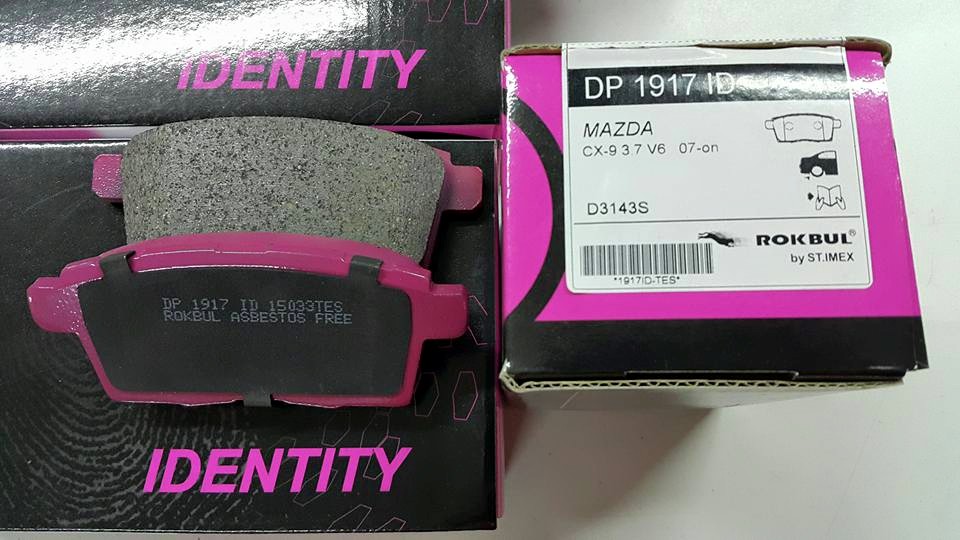 IDENTITY
DP 1917 ID 15033TES
ROKBUL ASBESTOS FREE
IDENTITY
DP 1917 ID
MAZDA
CX-9 3.7 V6 07-on
D3143S
ROKBUL®
by ST.IMEX
*1917ID-TES*